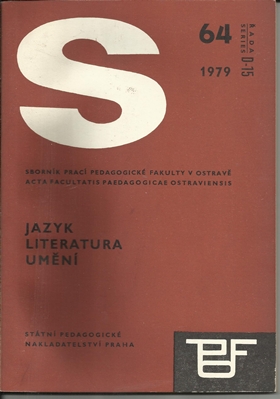 S
64
1979
ŘADA
SERIES
D-15
SBORNÍK PRACÍ PEDAGOGICKÉ FAKULTY V OSTRAVĚ
ACTA FACULTATIS PAEDAGOGICAE OSTRAVIENSIS
JAZYK
LITERATURA
UMĚNÍ
STÁTNÍ PEDAGOGICKÉ
NAKLADATELSTVÍ PRAHA